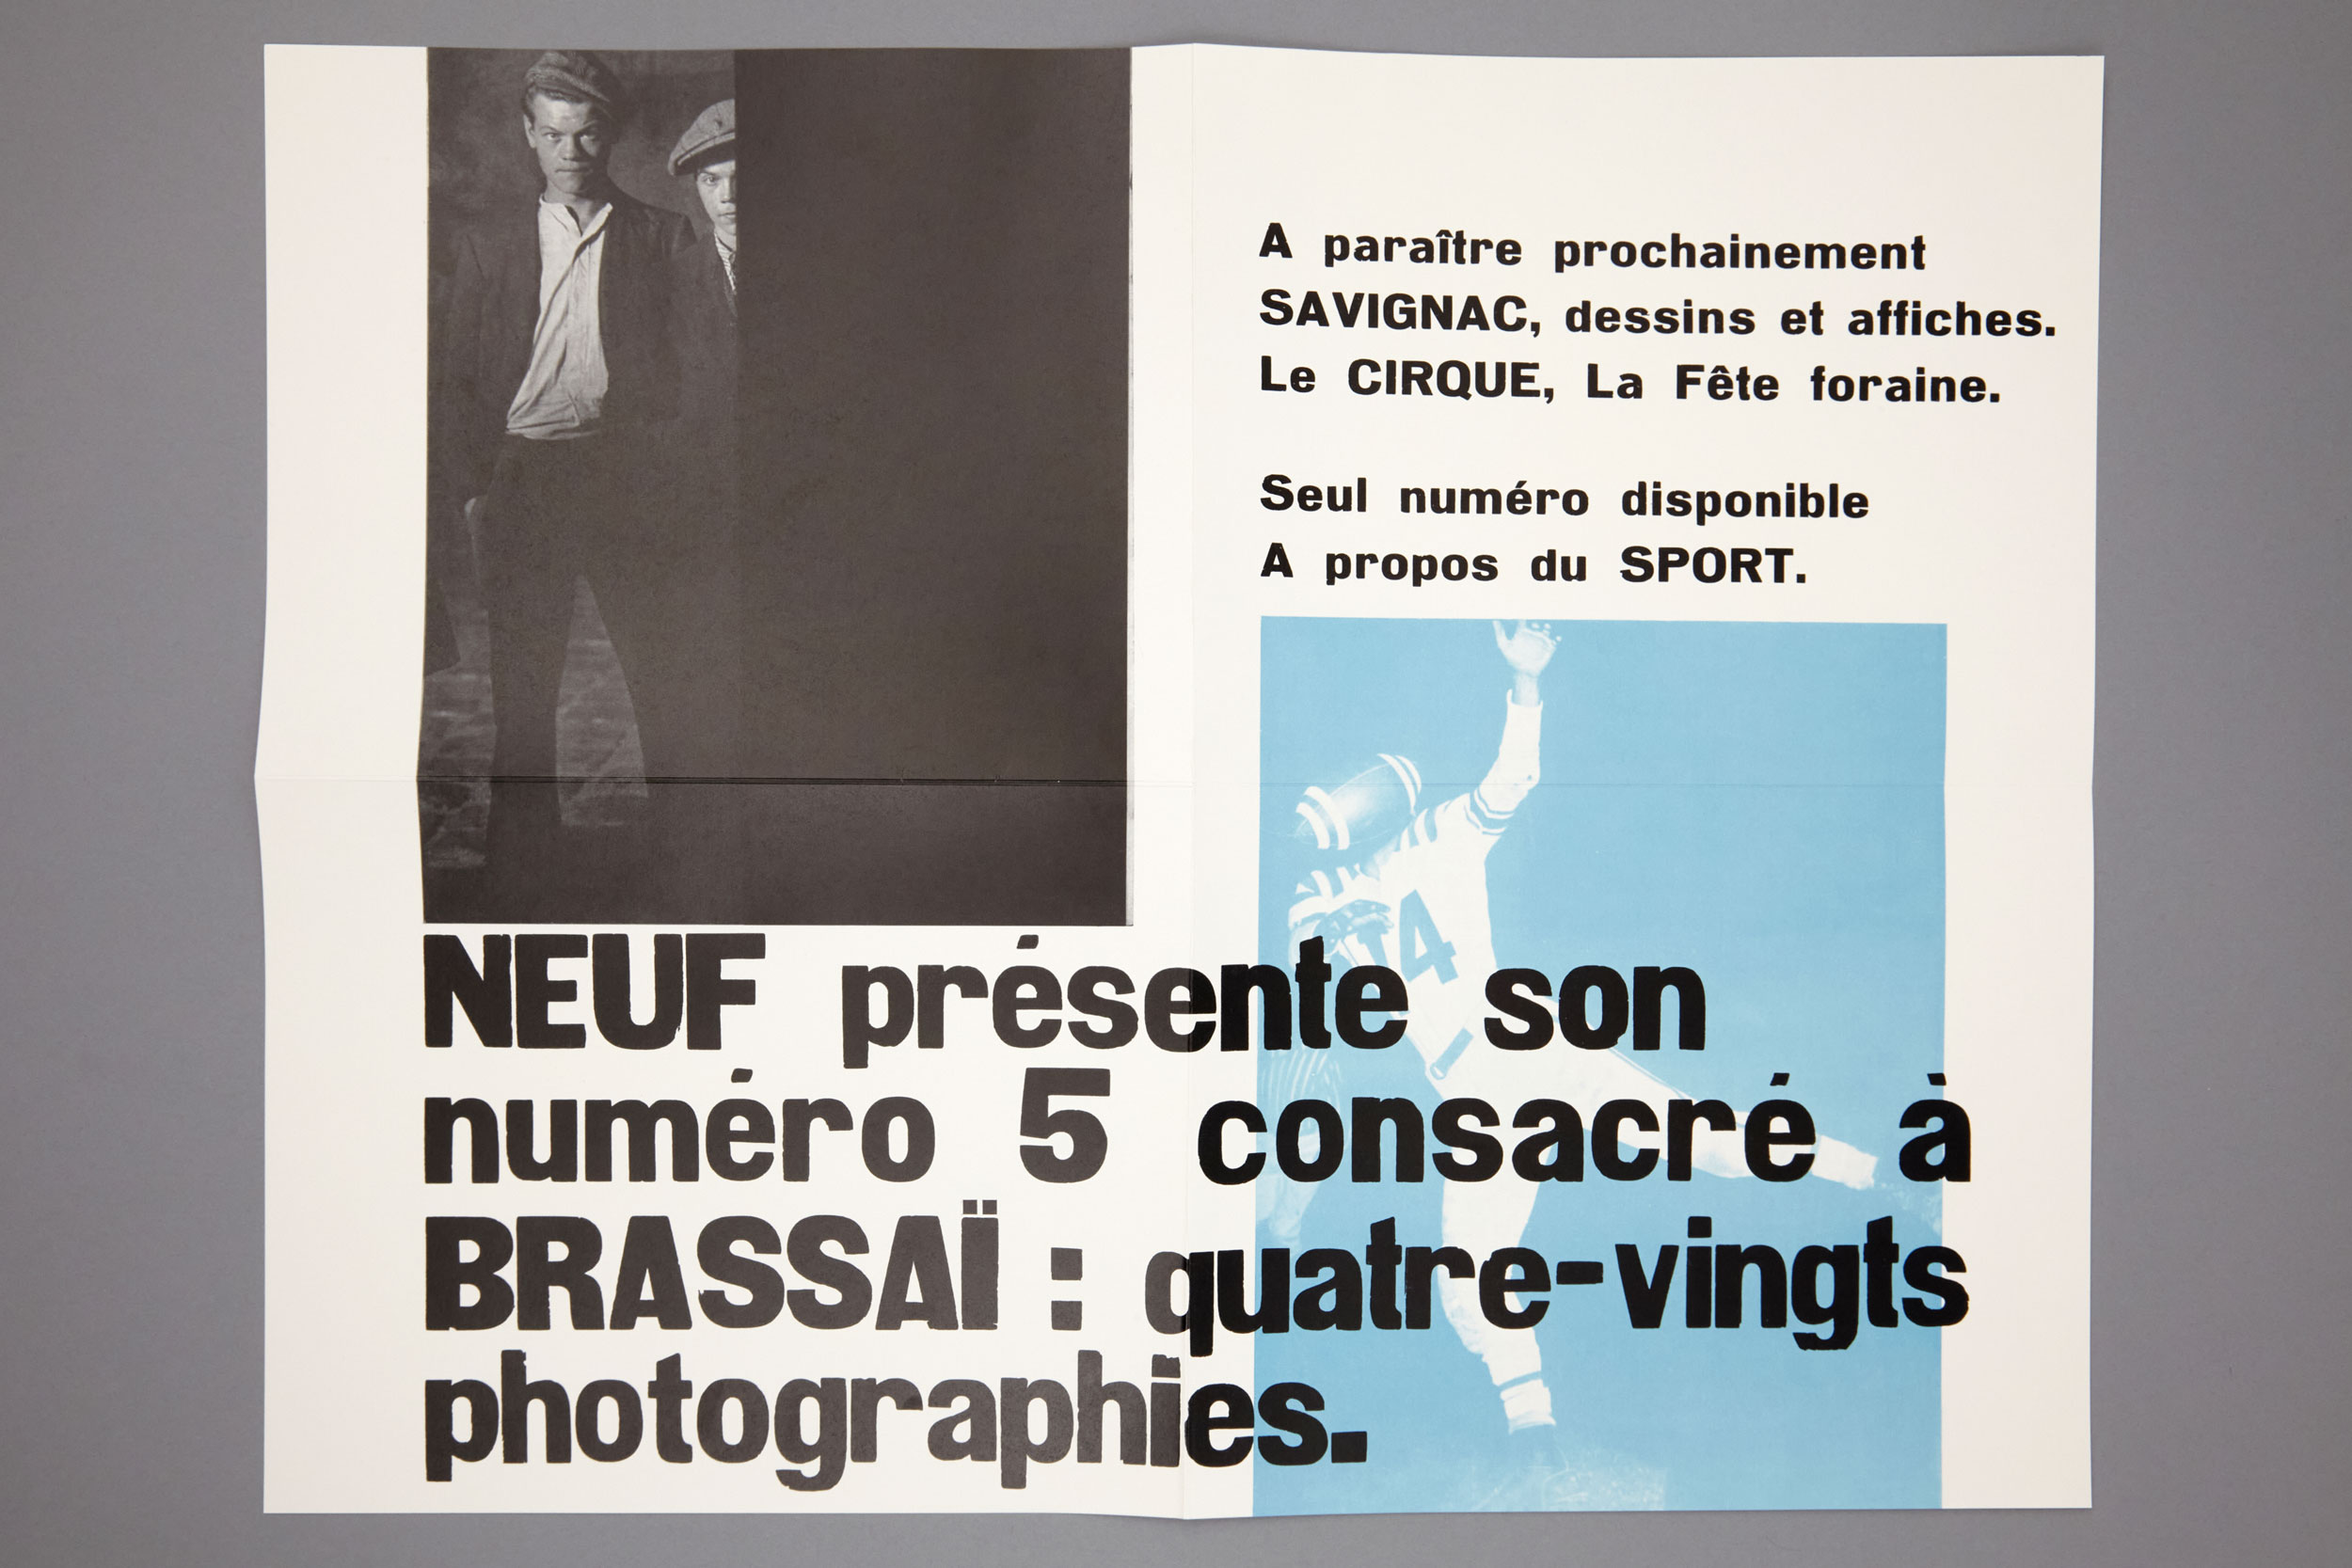 A paraître prochainement
SAVIGNAC, dessins et affiches.
Le CIRQUE, La Fête foraine.
Seul numéro disponible
A propos du SPORT.
14
NEUF présente son
numéro 5 consacré à
BRASSAÏ : quatre-vingts
photographies.